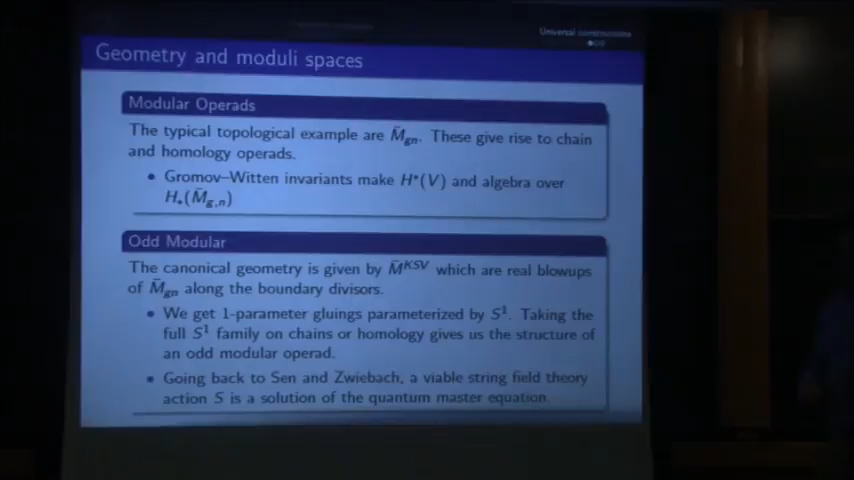 Universal constructions
Geometry and moduli spaces
Modular Operads
The typical topological example are M̄gn. These give rise to chain
and homology operads.
• Gromov–Witten invariants make H*(V) and algebra over
H*(M̄g,n)
Odd Modular
The canonical geometry is given by M̄^KSV which are real blowups
of M̄gn along the boundary divisors.
• We get 1-parameter gluings parameterized by S¹. Taking the
full S¹ family on chains or homology gives us the structure of
an odd modular operad.
• Going back to Sen and Zwiebach, a viable string field theory
action S is a solution of the quantum master equation.